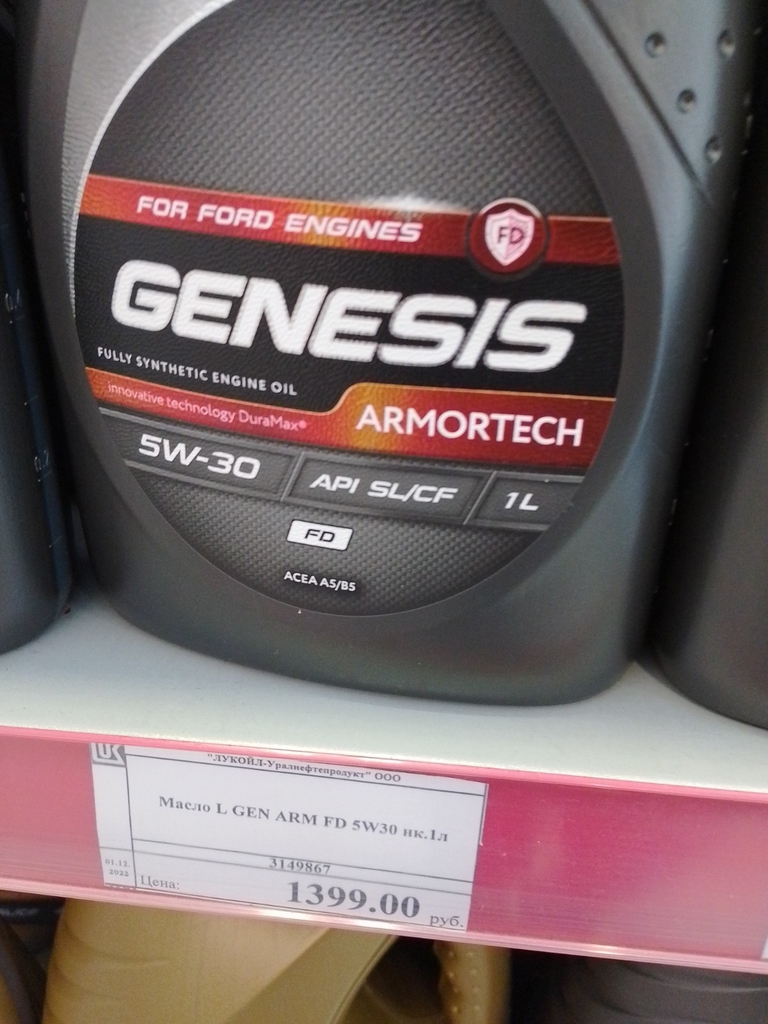 FOR FORD ENGINES
FD
GENESIS
FULLY SYNTHETIC ENGINE OIL
innovative technology DuraMax®
ARMORTECH
5W-30
API SL/CF
1L
FD
ACEA A5/B5
"ЛУКОЙЛ-Уралнефтепродукт" ООО
Масло L GEN ARM FD 5W30 нк.1л
3149867
01.12.
2022
Цена:
1399.00
руб.